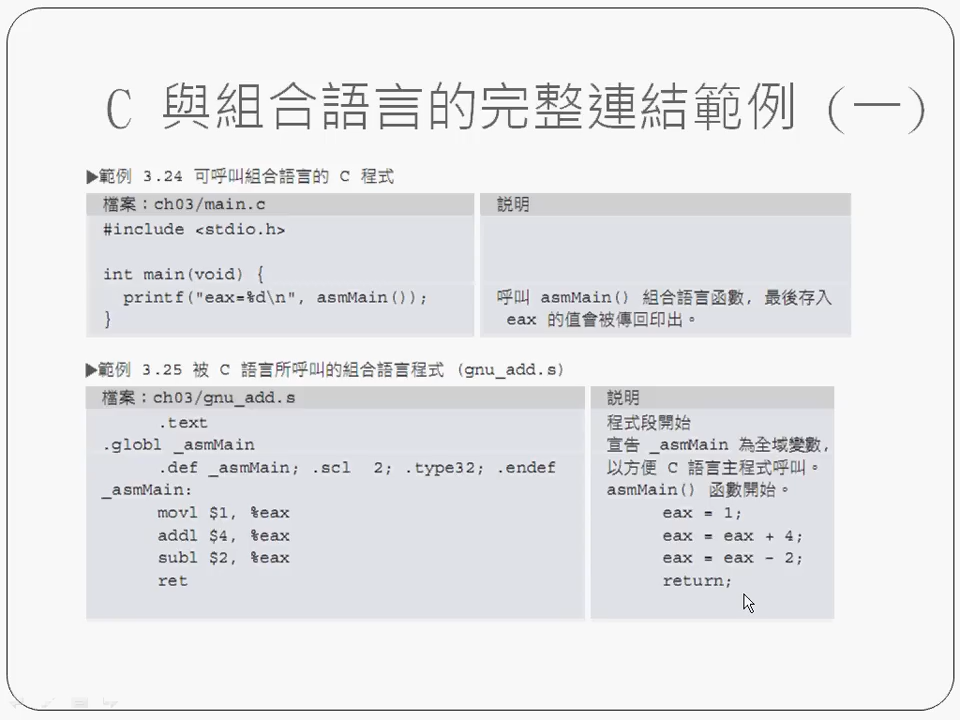 C 與組合語言的完整連結範例 (一)
▶範例 3.24 可呼叫組合語言的 C 程式
檔案：ch03/main.c
說明
#include <stdio.h>
int main(void) {
printf("eax=%d\n", asmMain());
}
呼叫 asmMain() 組合語言函數，最後存入
eax 的值會被傳回印出。
▶範例 3.25 被 C 語言所呼叫的組合語言程式 (gnu_add.s)
檔案：ch03/gnu_add.s
說明
.text
程式段開始
.globl _asmMain
宣告 _asmMain 為全域變數，
.def _asmMain; .scl 2; .type32; .endef
以方便 C 語言主程式呼叫。
_asmMain:
asmMain() 函數開始。
movl $1, %eax
eax = 1;
addl $4, %eax
eax = eax + 4;
subl $2, %eax
eax = eax - 2;
ret
return;